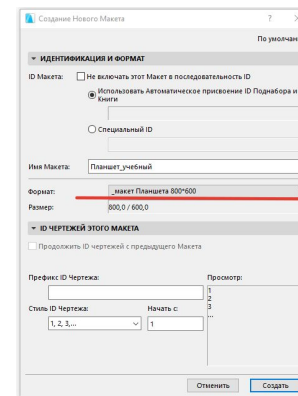 Создание Нового Макета ? ×
По умолчан
ИДЕНТИФИКАЦИЯ И ФОРМАТ
ID Макета: Не включать этот Макет в последовательность ID
Использовать Автоматическое присвоение ID Поднабора и
Книги
Специальный ID
Имя Макета: Планшет_учебный
Формат: _макет Планшета 800*600
Размер: 800,0 / 600,0
ID ЧЕРТЕЖЕЙ ЭТОГО МАКЕТА
Продолжить ID чертежей с предыдущего Макета
Префикс ID Чертежа: Просмотр:
1
2
3
...
Стиль ID Чертежа: Начать с:
1, 2, 3,... 1
Отменить Создать